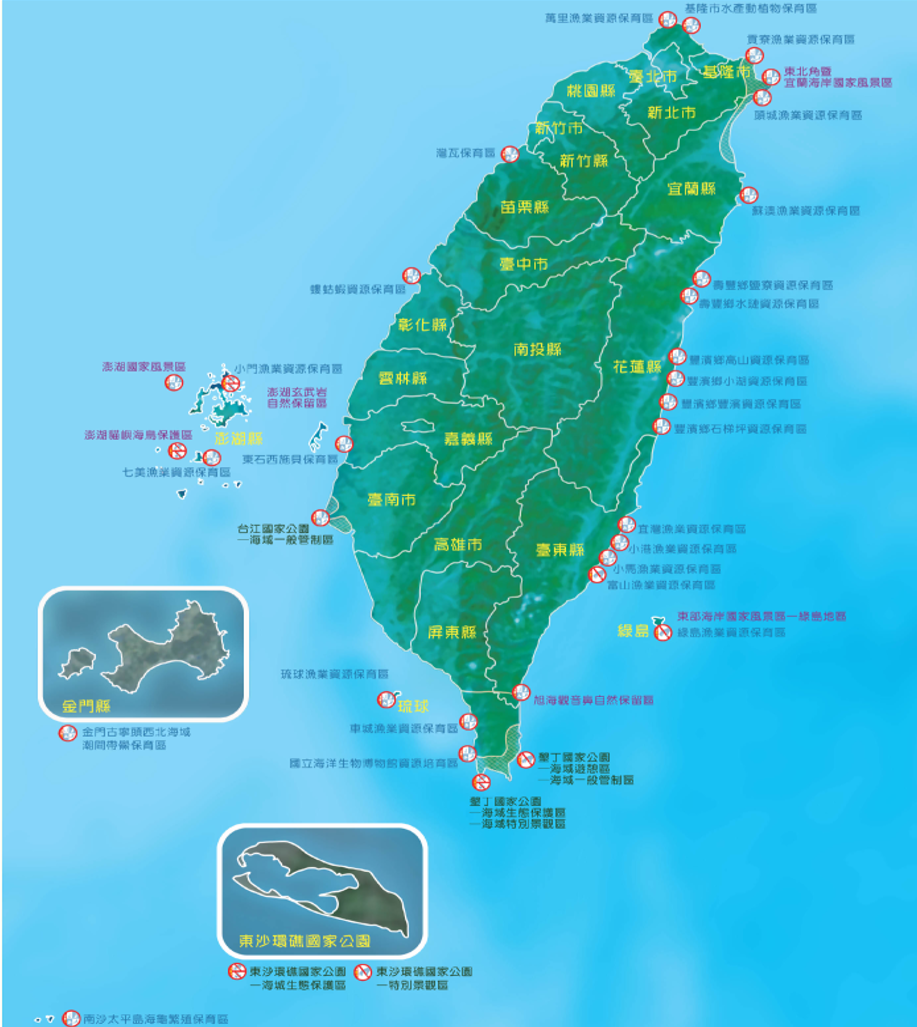 基隆市水產動植物保育區
萬里漁業資源保育區
貢寮漁業資源保育區
臺北市
基隆市
東北角暨
宜蘭海岸國家風景區
桃園縣
新北市
頭城漁業資源保育區
新竹市
灣瓦保育區
新竹縣
宜蘭縣
苗栗縣
蘇澳漁業資源保育區
臺中市
螻蛄蝦資源保育區
壽豐鄉鹽寮資源保育區
壽豐鄉水璉資源保育區
彰化縣
南投縣
花蓮縣
豐濱鄉高山資源保育區
澎湖國家風景區
小門漁業資源保育區
雲林縣
豐濱鄉小湖資源保育區
澎湖玄武岩
自然保留區
豐濱鄉豐濱資源保育區
豐濱鄉石梯坪資源保育區
澎湖貓嶼海鳥保護區
澎湖縣
嘉義縣
東石西施貝保育區
七美漁業資源保育區
臺南市
台江國家公園
—海域一般管制區
宜灣漁業資源保育區
高雄市
臺東縣
小港漁業資源保育區
小馬漁業資源保育區
富山漁業資源保育區
東部海岸國家風景區—綠島地區
綠島
綠島漁業資源保育區
屏東縣
琉球漁業資源保育區
琉球
旭海觀音鼻自然保留區
金門縣
金門古寧頭西北海域
潮間帶鱟保育區
車城漁業資源保育區
國立海洋生物博物館資源培育區
墾丁國家公園
—海域遊憩區
—海域一般管制區
墾丁國家公園
—海域生態保護區
—海域特別景觀區
東沙環礁國家公園
東沙環礁國家公園
—海域生態保護區
東沙環礁國家公園
—特別景觀區
南沙太平島海龜繁殖保育區